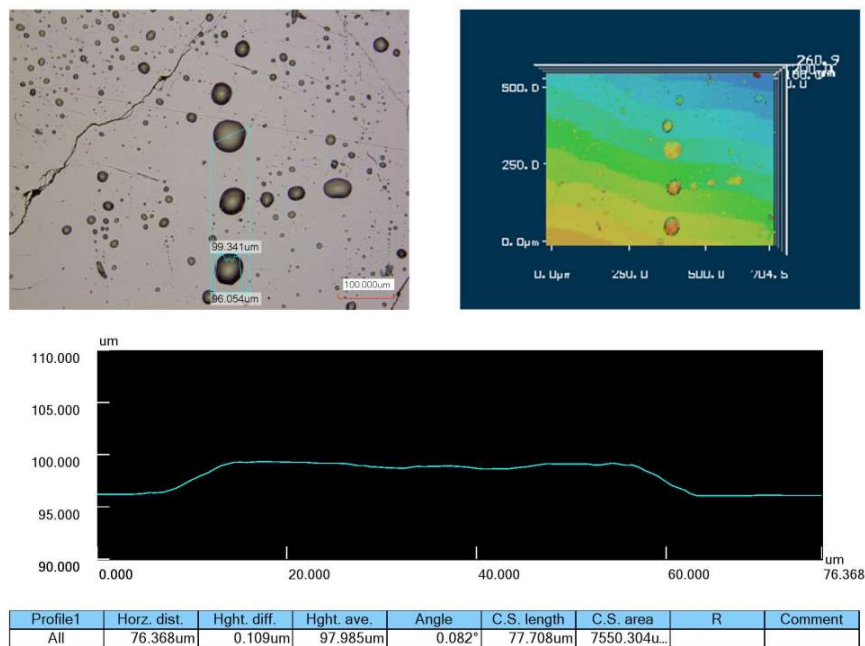 99.341um
96.054um
100.000um
260.9
500.0
250.0
0.0µm
0.0µm 250.0 500.0 704.5
um
110.000
105.000
100.000
95.000
90.000
0.000 20.000 40.000 60.000 76.368
um
Profile1 Horz. dist. Hght. diff. Hght. ave. Angle C.S. length C.S. area R Comment
All 76.368um 0.109um 97.985um 0.082° 77.708um 7550.304u...